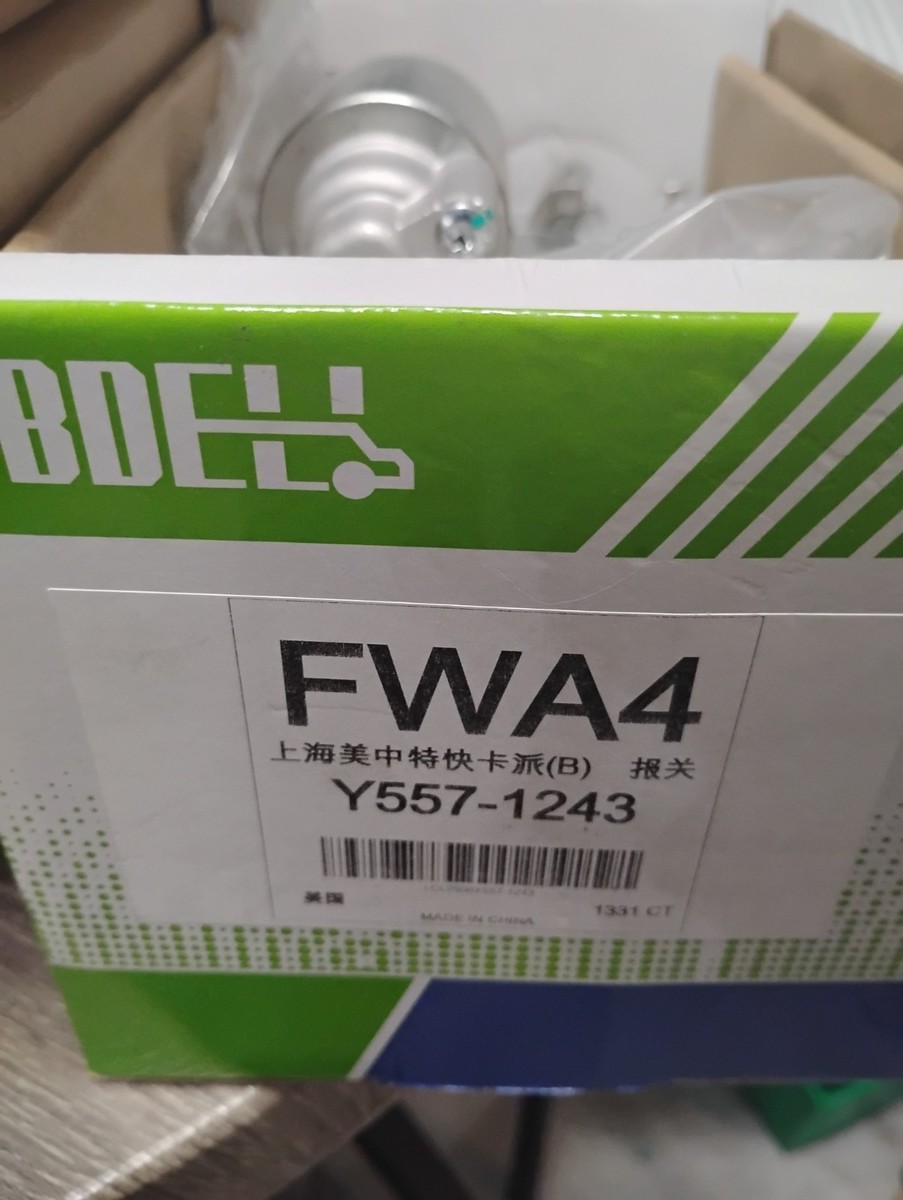 BDELL
FWA4
上海美中特快卡派(B) 报关
Y557-1243
美国
1331 CT
MADE IN CHINA